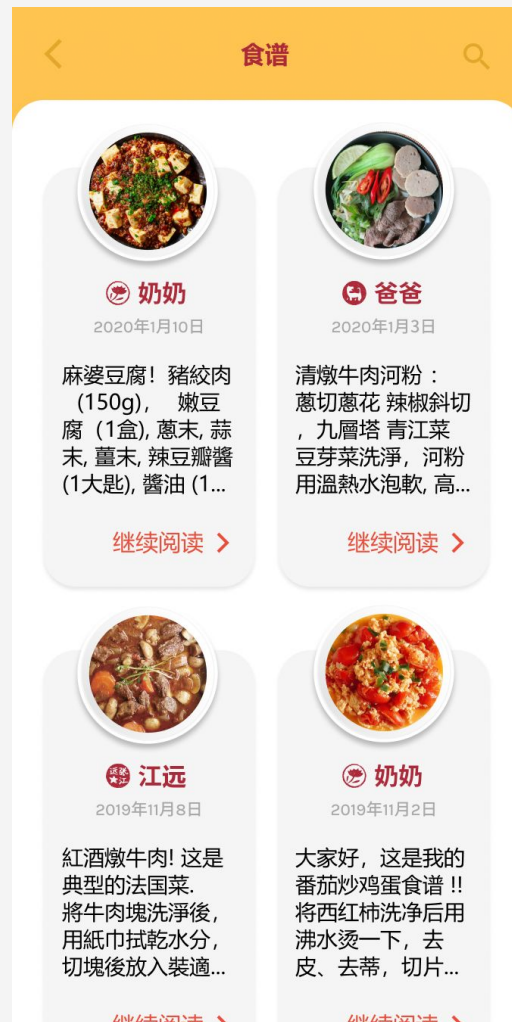 食谱
奶奶
2020年1月10日
麻婆豆腐！豬絞肉
(150g)， 嫩豆
腐（1盒), 蔥末, 蒜
末, 薑末, 辣豆瓣醬
(1大匙), 醬油 (1...
继续阅读
爸爸
2020年1月3日
清燉牛肉河粉 :
蔥切蔥花 辣椒斜切
，九層塔 青江菜
豆芽菜洗淨，河粉
用溫熱水泡軟, 高...
继续阅读
江远
2019年11月8日
紅酒燉牛肉! 这是
典型的法国菜.
將牛肉塊洗淨後，
用紙巾拭乾水分，
切塊後放入裝適...
继续阅读
奶奶
2019年11月2日
大家好，这是我的
番茄炒鸡蛋食谱 !!
将西红柿洗净后用
沸水烫一下，去
皮、去蒂，切片...
继续阅读